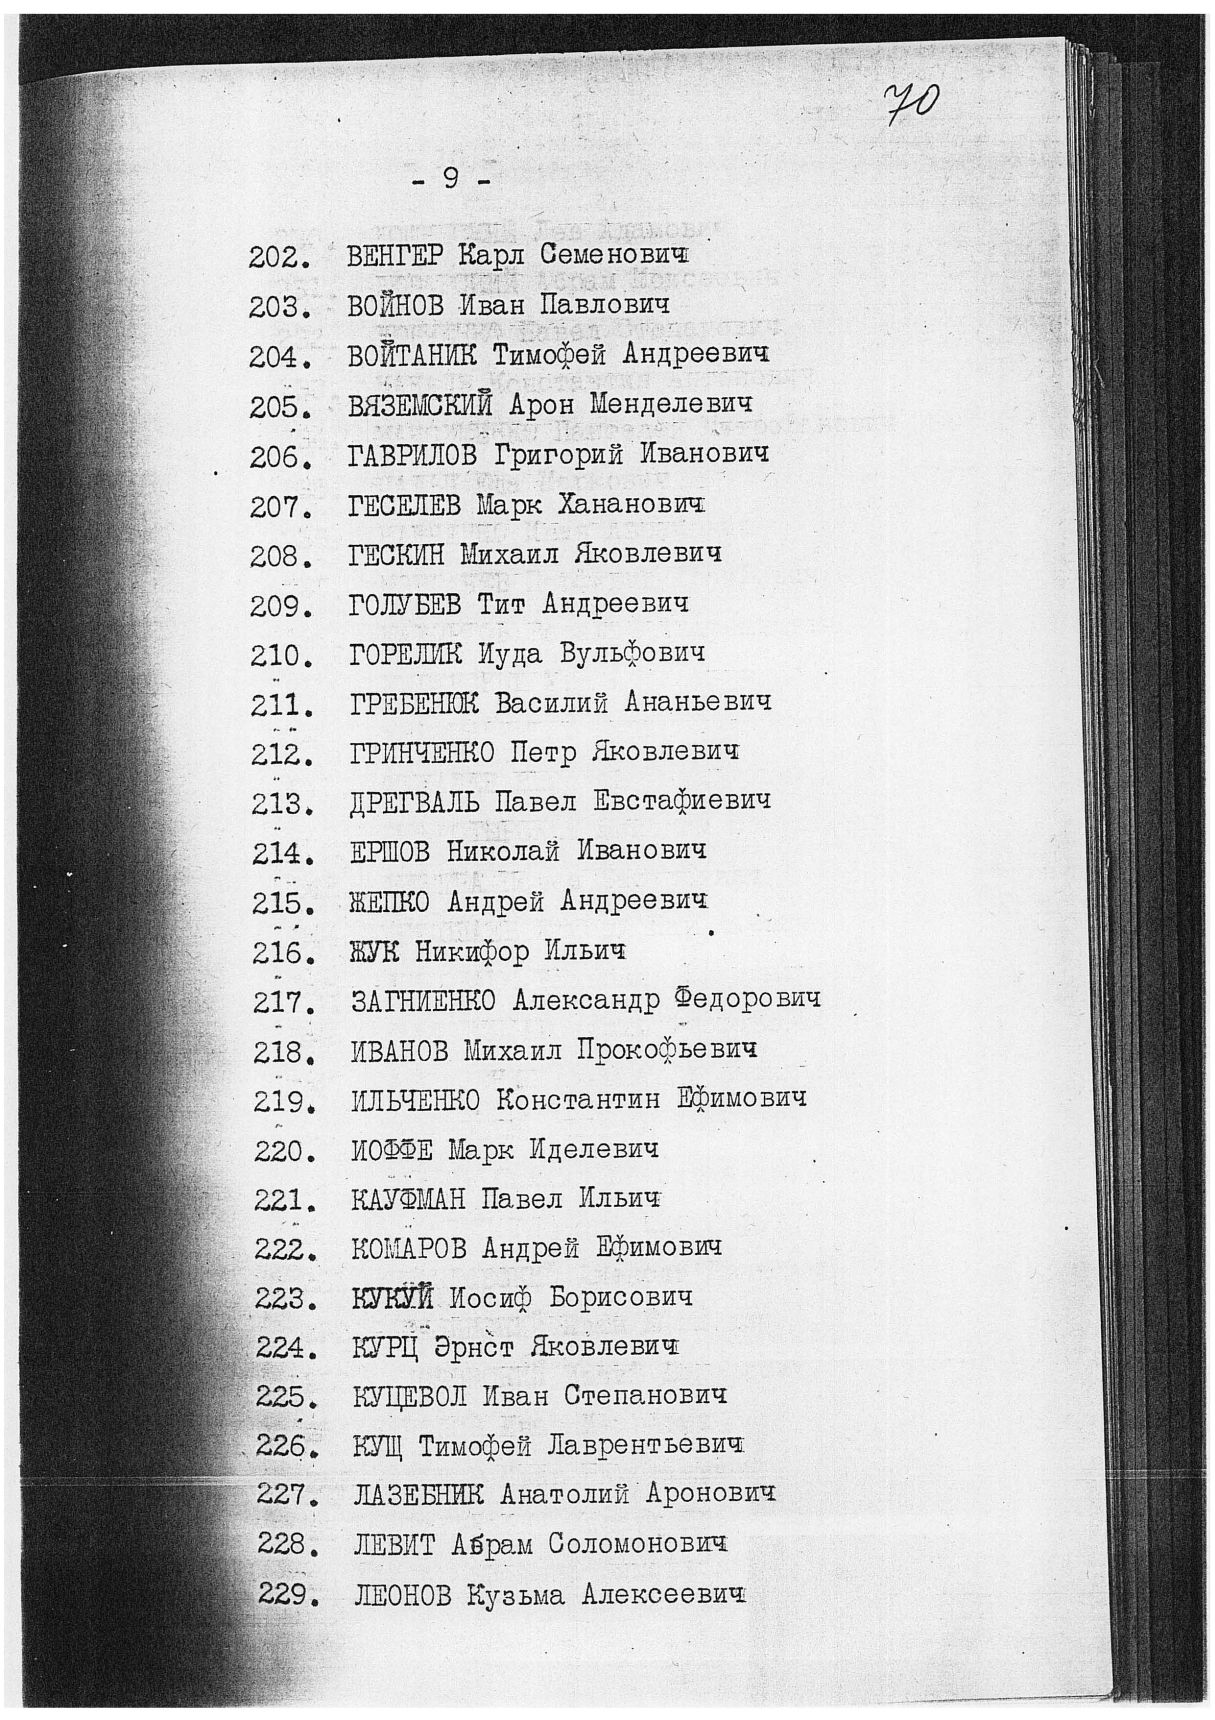 70
- 9 -
202. ВЕНГЕР Карл Семенович
203. ВОЙНОВ Иван Павлович
204. ВОЙТАНИК Тимофей Андреевич
205. ВЯЗЕМСКИЙ Арон Менделевич
206. ГАВРИЛОВ Григорий Иванович
207. ГЕСЕЛЕВ Марк Хананович
208. ГЕСКИН Михаил Яковлевич
209. ГОЛУБЕВ Тит Андреевич
210. ГОРЕЛИК Иуда Вульфович
211. ГРЕБЕНЮК Василий Ананьевич
212. ГРИНЧЕНКО Петр Яковлевич
213. ДРЕГВАЛЬ Павел Евстафиевич
214. ЕРШОВ Николай Иванович
215. ЖЕПКО Андрей Андреевич
216. ЖУК Никифор Ильич
217. ЗАГНИЕНКО Александр Федорович
218. ИВАНОВ Михаил Прокофьевич
219. ИЛЬЧЕНКО Константин Ефимович
220. ИОФФЕ Марк Иделевич
221. КАУФМАН Павел Ильич
222. КОМАРОВ Андрей Ефимович
223. КУКУЙ Иосиф Борисович
224. КУРЦ Эрнст Яковлевич
225. КУЦЕВОЛ Иван Степанович
226. КУЩ Тимофей Лаврентьевич
227. ЛАЗЕБНИК Анатолий Аронович
228. ЛЕВИТ Абрам Соломонович
229. ЛЕОНОВ Кузьма Алексеевич